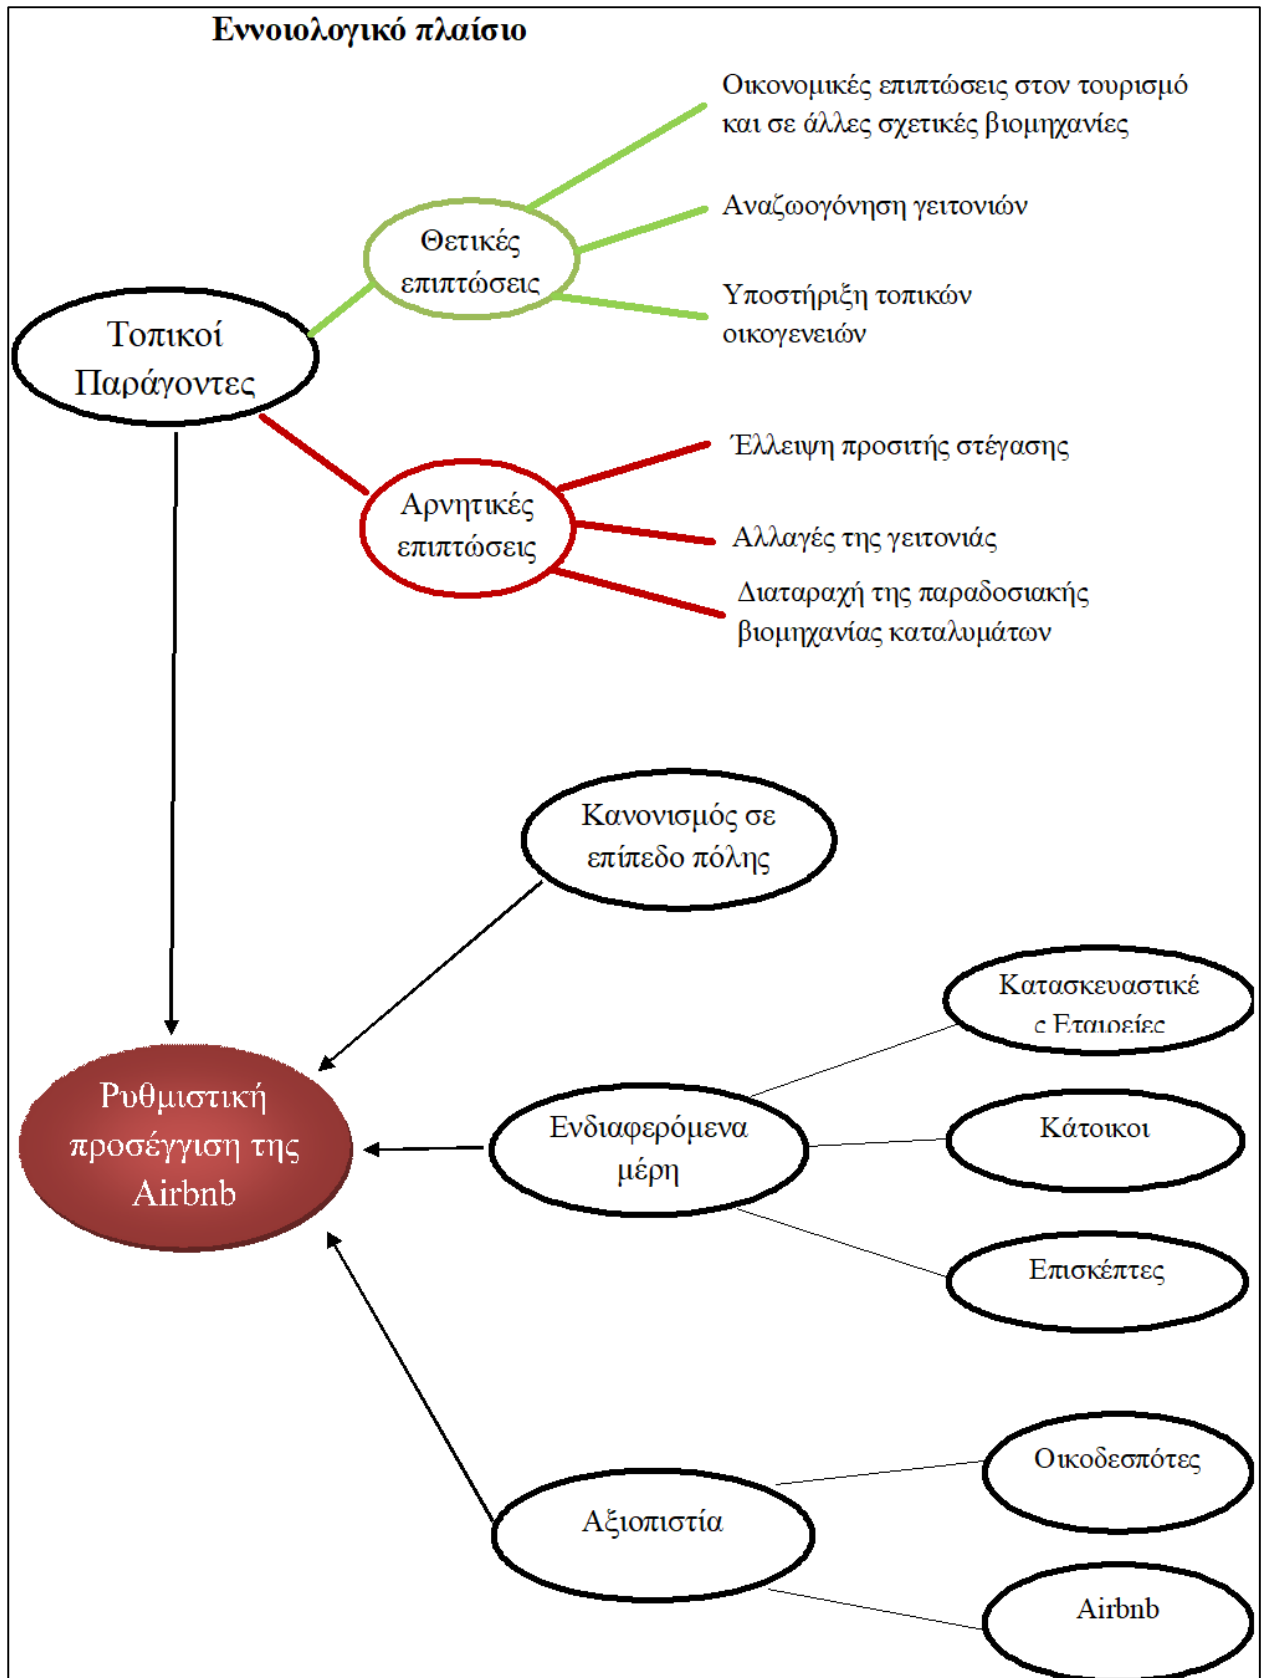 Εννοιολογικό πλαίσιο
Οικονομικές επιπτώσεις στον τουρισμό
και σε άλλες σχετικές βιομηχανίες
Θετικές
επιπτώσεις
Αναζωογόνηση γειτονιών
Υποστήριξη τοπικών
οικογενειών
Τοπικοί
Παράγοντες
Αρνητικές
επιπτώσεις
Έλλειψη προσιτής στέγασης
Αλλαγές της γειτονιάς
Διαταραχή της παραδοσιακής
βιομηχανίας καταλυμάτων
Κανονισμός σε
επίπεδο πόλης
Ρυθμιστική
προσέγγιση της
Airbnb
Ενδιαφερόμενα
μέρη
Κατασκευαστικέ
ς Εταιρείες
Κάτοικοι
Επισκέπτες
Αξιοπιστία
Οικοδεσπότες
Airbnb